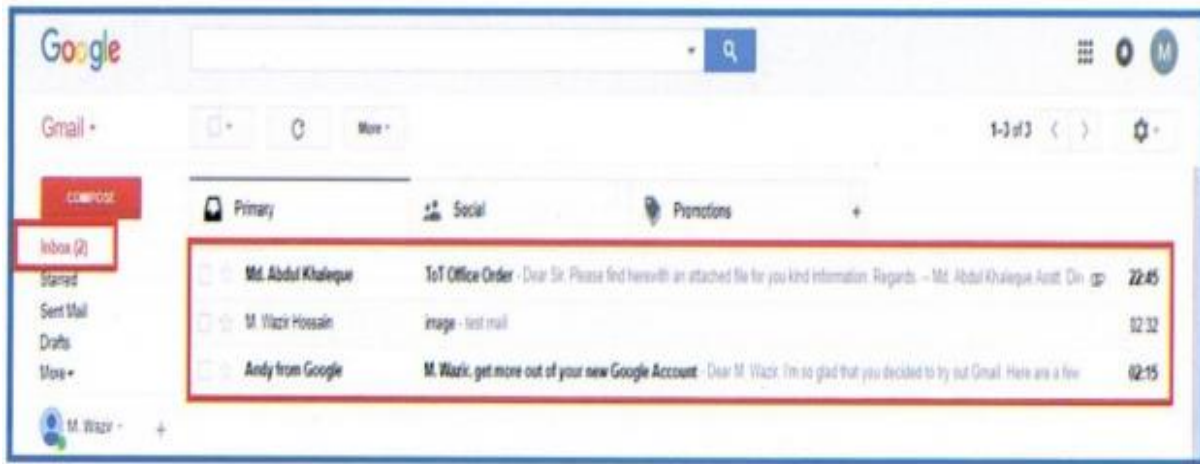 Google
M
Gmail
More
1-3 of 3
COMPOSE
Primary
Social
Promotions
+
Inbox (2)
Starred
Md. Abdul Khaleque ToT Office Order - Dear Sir. Please find herewith an attached file for you kind information. Regards. -- Md. Abdul Khaleque Asstt. Dir 22:45
Sent Mail
M. Wazir Hossain image - test mail 02:32
Drafts
More
Andy from Google M. Wazir, get more out of your new Google Account - Dear M. Wazir I'm so glad that you decided to try out Gmail. Here are a few 02:15
M. Wazir
+